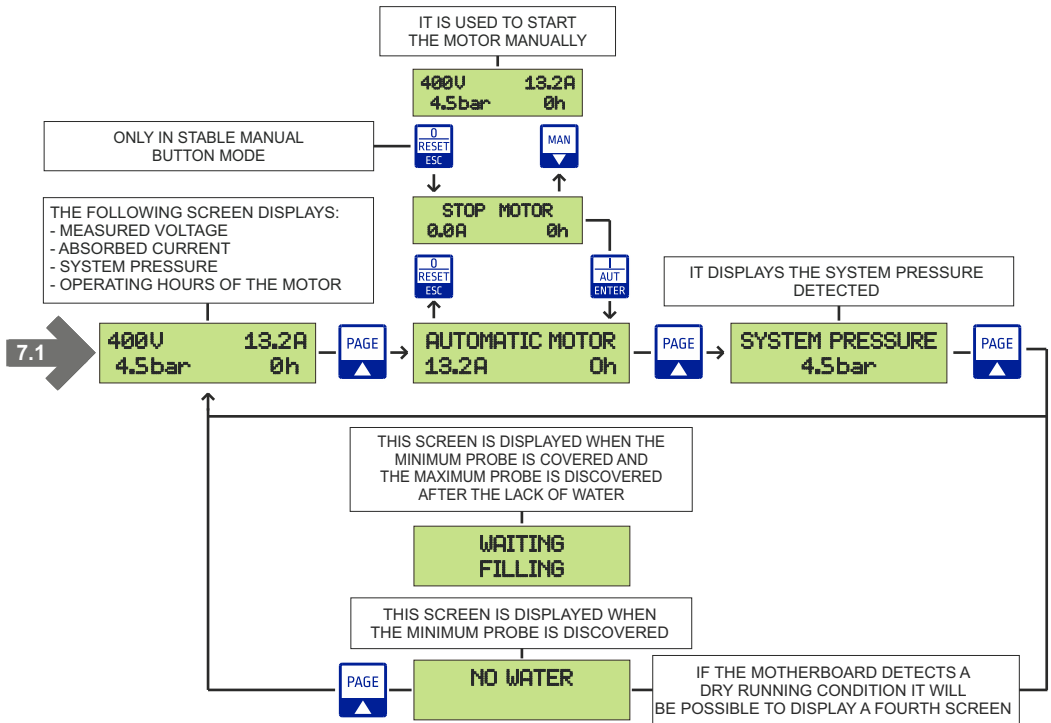 IT IS USED TO START
THE MOTOR MANUALLY
400V 13.2A
4.5bar 0h
ONLY IN STABLE MANUAL
BUTTON MODE
0
RESET
ESC
MAN
THE FOLLOWING SCREEN DISPLAYS:
- MEASURED VOLTAGE
- ABSORBED CURRENT
- SYSTEM PRESSURE
- OPERATING HOURS OF THE MOTOR
STOP MOTOR
0.0A 0h
0
RESET
ESC
I
AUT
ENTER
IT DISPLAYS THE SYSTEM PRESSURE
DETECTED
7.1
400V 13.2A
4.5bar 0h
PAGE
AUTOMATIC MOTOR
13.2A 0h
PAGE
SYSTEM PRESSURE
4.5bar
PAGE
THIS SCREEN IS DISPLAYED WHEN THE
MINIMUM PROBE IS COVERED AND
THE MAXIMUM PROBE IS DISCOVERED
AFTER THE LACK OF WATER
WAITING
FILLING
THIS SCREEN IS DISPLAYED WHEN
THE MINIMUM PROBE IS DISCOVERED
PAGE
NO WATER
IF THE MOTHERBOARD DETECTS A
DRY RUNNING CONDITION IT WILL
BE POSSIBLE TO DISPLAY A FOURTH SCREEN